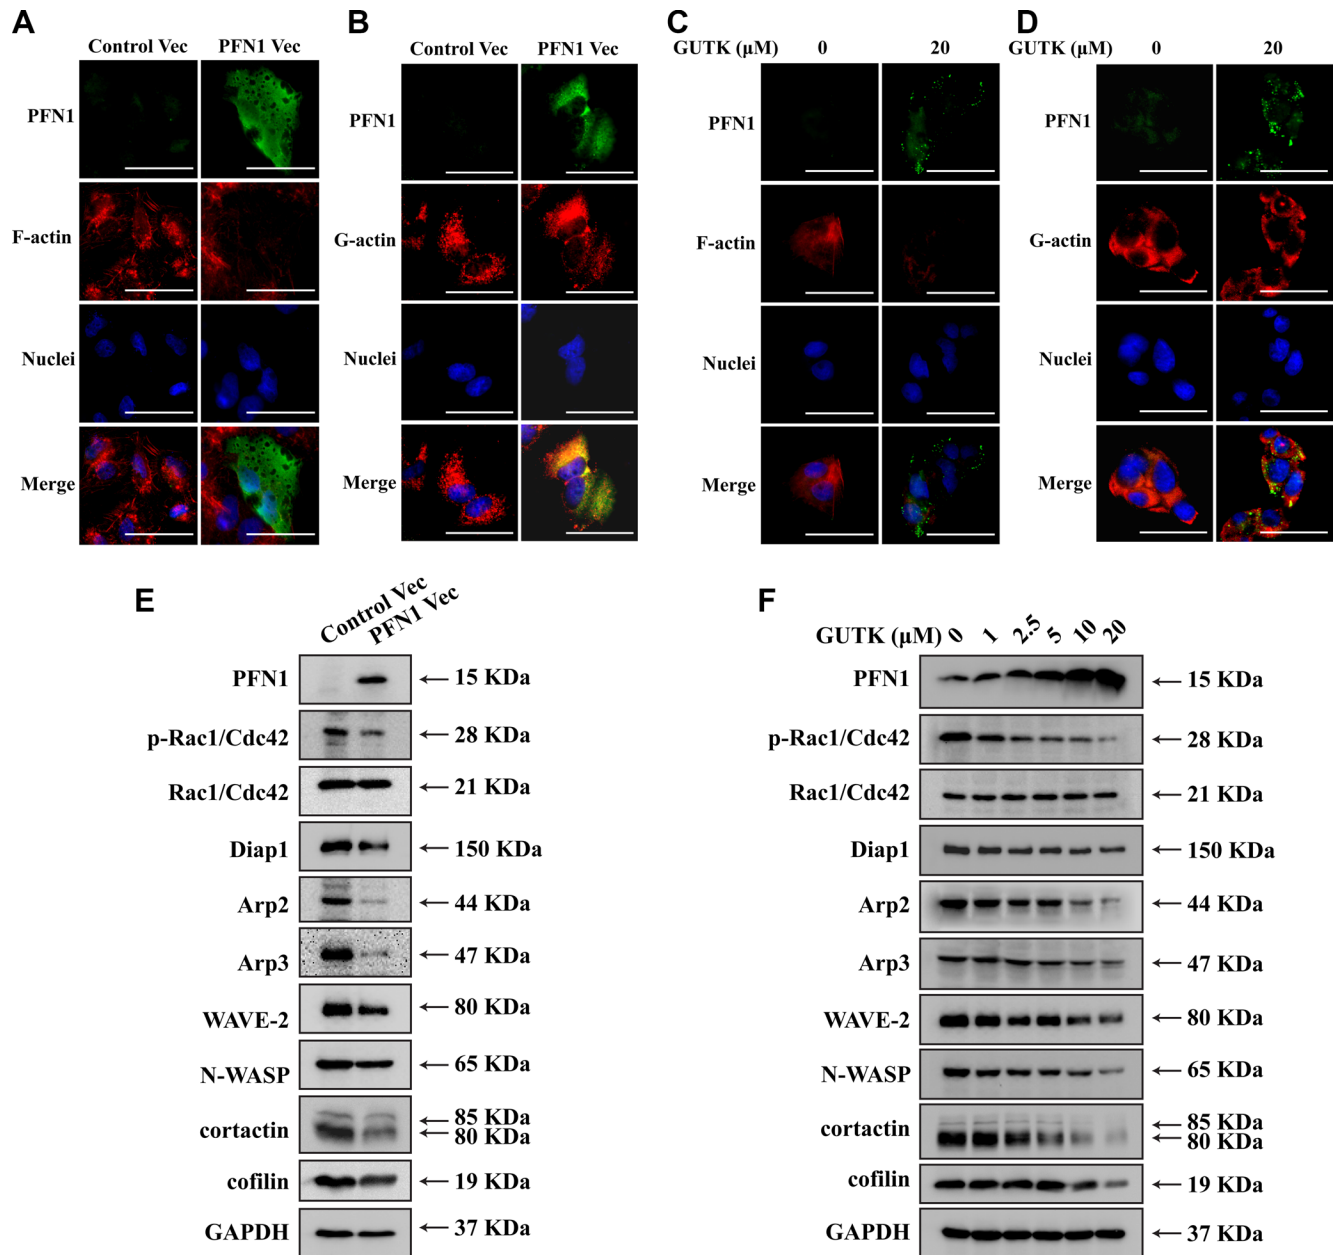 A
Control Vec PFN1 Vec
PFN1
F-actin
Nuclei
Merge
B
Control Vec PFN1 Vec
PFN1
G-actin
Nuclei
Merge
C
GUTK (μM) 0 20
PFN1
F-actin
Nuclei
Merge
D
GUTK (μM) 0 20
PFN1
G-actin
Nuclei
Merge
E
Control Vec
PFN1 Vec
PFN1 ← 15 KDa
p-Rac1/Cdc42 ← 28 KDa
Rac1/Cdc42 ← 21 KDa
Diap1 ← 150 KDa
Arp2 ← 44 KDa
Arp3 ← 47 KDa
WAVE-2 ← 80 KDa
N-WASP ← 65 KDa
cortactin ← 85 KDa
← 80 KDa
cofilin ← 19 KDa
GAPDH ← 37 KDa
F
GUTK (μM) 0 1 2.5 5 10 20
PFN1 ← 15 KDa
p-Rac1/Cdc42 ← 28 KDa
Rac1/Cdc42 ← 21 KDa
Diap1 ← 150 KDa
Arp2 ← 44 KDa
Arp3 ← 47 KDa
WAVE-2 ← 80 KDa
N-WASP ← 65 KDa
cortactin ← 85 KDa
← 80 KDa
cofilin ← 19 KDa
GAPDH ← 37 KDa